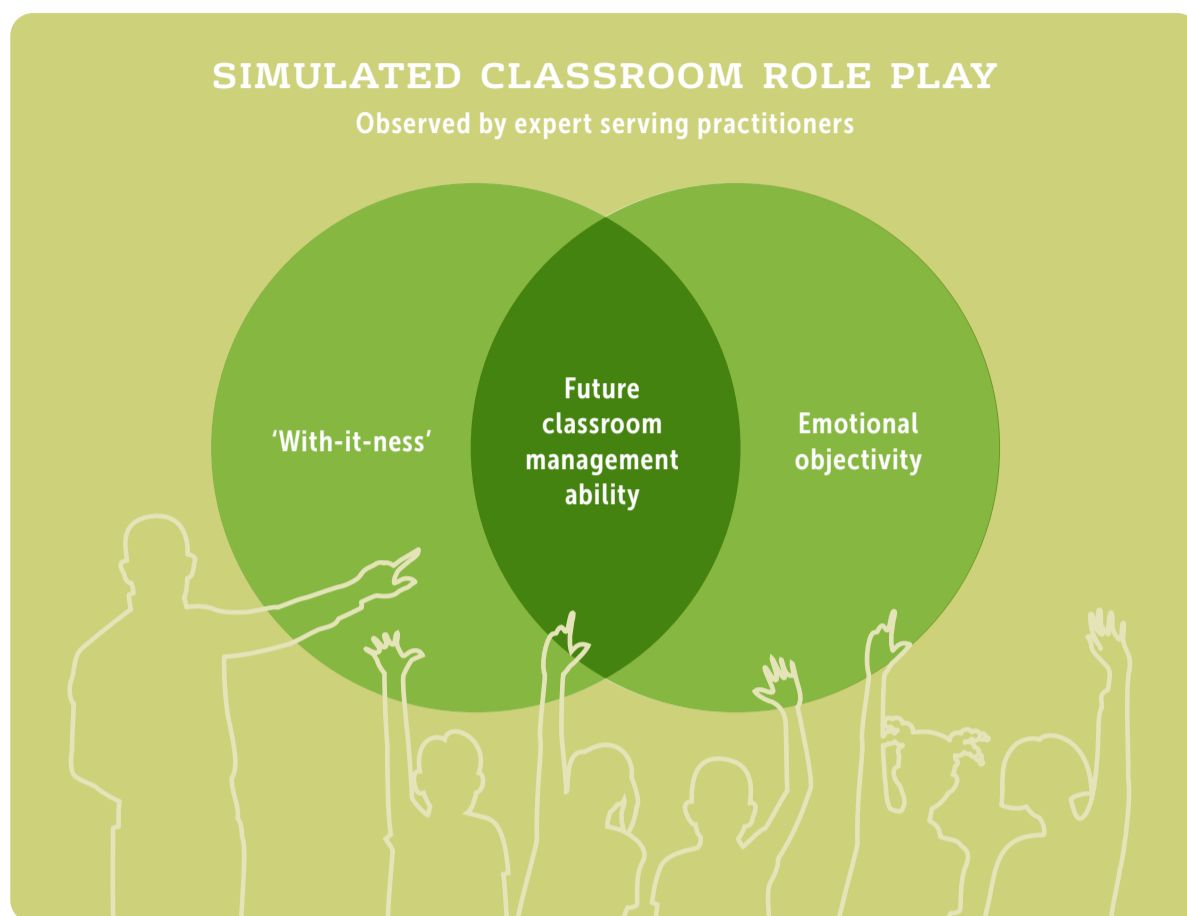 SIMULATED CLASSROOM ROLE PLAY
Observed by expert serving practitioners
‘With-it-ness’
Future
classroom
management
ability
Emotional
objectivity